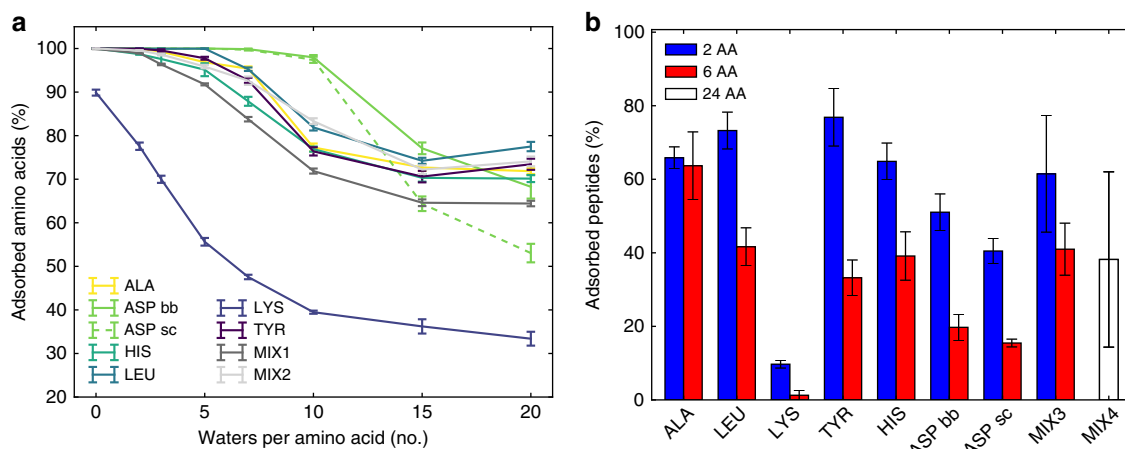 a
Adsorbed amino acids (%)
100
90
80
70
60
50
40
30
20
0
5
10
15
20
Waters per amino acid (no.)
ALA
ASP bb
ASP sc
HIS
LEU
LYS
TYR
MIX1
MIX2
b
Adsorbed peptides (%)
100
80
60
40
20
0
2 AA
6 AA
24 AA
ALA
LEU
LYS
TYR
HIS
ASP bb
ASP sc
MIX3
MIX4